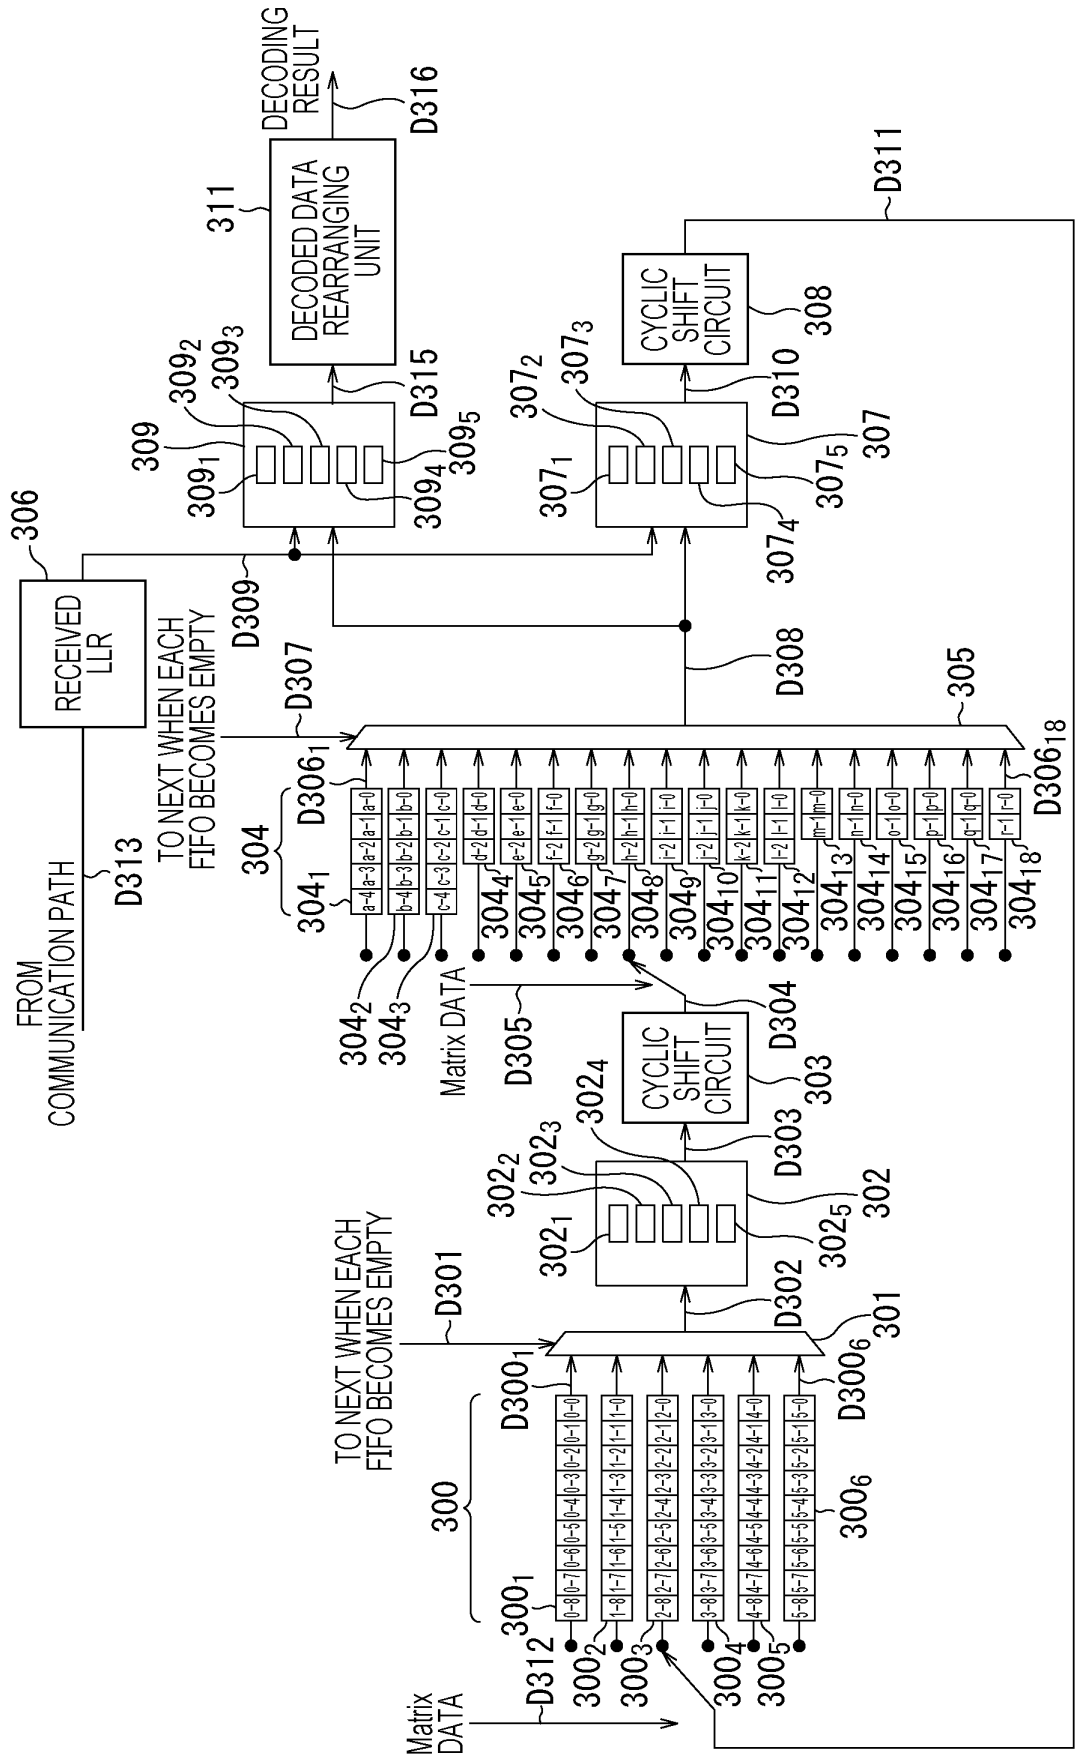 FROM
COMMUNICATION PATH
D313
RECEIVED
LLR
306
TO NEXT WHEN EACH
FIFO BECOMES EMPTY
D307
D309
309
309₁
309₂
309₃
309₄
309₅
D315
311
DECODED DATA
REARRANGING
UNIT
DECODING
RESULT
D316
304
304₁
304₂
304₃
a-4 a-3 a-2 a-1 a-0
b-4 b-3 b-2 b-1 b-0
c-4 c-3 c-2 c-1 c-0
d-2 d-1 d-0
304₄
e-2 e-1 e-0
304₅
f-2 f-1 f-0
304₆
g-2 g-1 g-0
304₇
h-2 h-1 h-0
304₈
i-2 i-1 i-0
304₉
j-2 j-1 j-0
304₁₀
k-2 k-1 k-0
304₁₁
l-2 l-1 l-0
304₁₂
m-1 m-0
304₁₃
n-1 n-0
304₁₄
o-1 o-0
304₁₅
p-1 p-0
304₁₆
q-1 q-0
304₁₇
r-1 r-0
304₁₈
D306₁
D306₁₈
305
D308
307
307₁
307₂
307₃
307₄
307₅
D310
CYCLIC
SHIFT
CIRCUIT
308
D311
Matrix DATA
D305
D304
CYCLIC
SHIFT
CIRCUIT
303
D303
302
302₁
302₂
302₃
302₄
302₅
D302
TO NEXT WHEN EACH
FIFO BECOMES EMPTY
D301
301
D300₁
D300₆
300
300₁
0-8 0-7 0-6 0-5 0-4 0-3 0-2 0-1 0-0
300₂
1-8 1-7 1-6 1-5 1-4 1-3 1-2 1-1 1-0
300₃
2-8 2-7 2-6 2-5 2-4 2-3 2-2 2-1 2-0
300₄
3-8 3-7 3-6 3-5 3-4 3-3 3-2 3-1 3-0
300₅
4-8 4-7 4-6 4-5 4-4 4-3 4-2 4-1 4-0
300₆
5-8 5-7 5-6 5-5 5-4 5-3 5-2 5-1 5-0
Matrix
DATA
D312